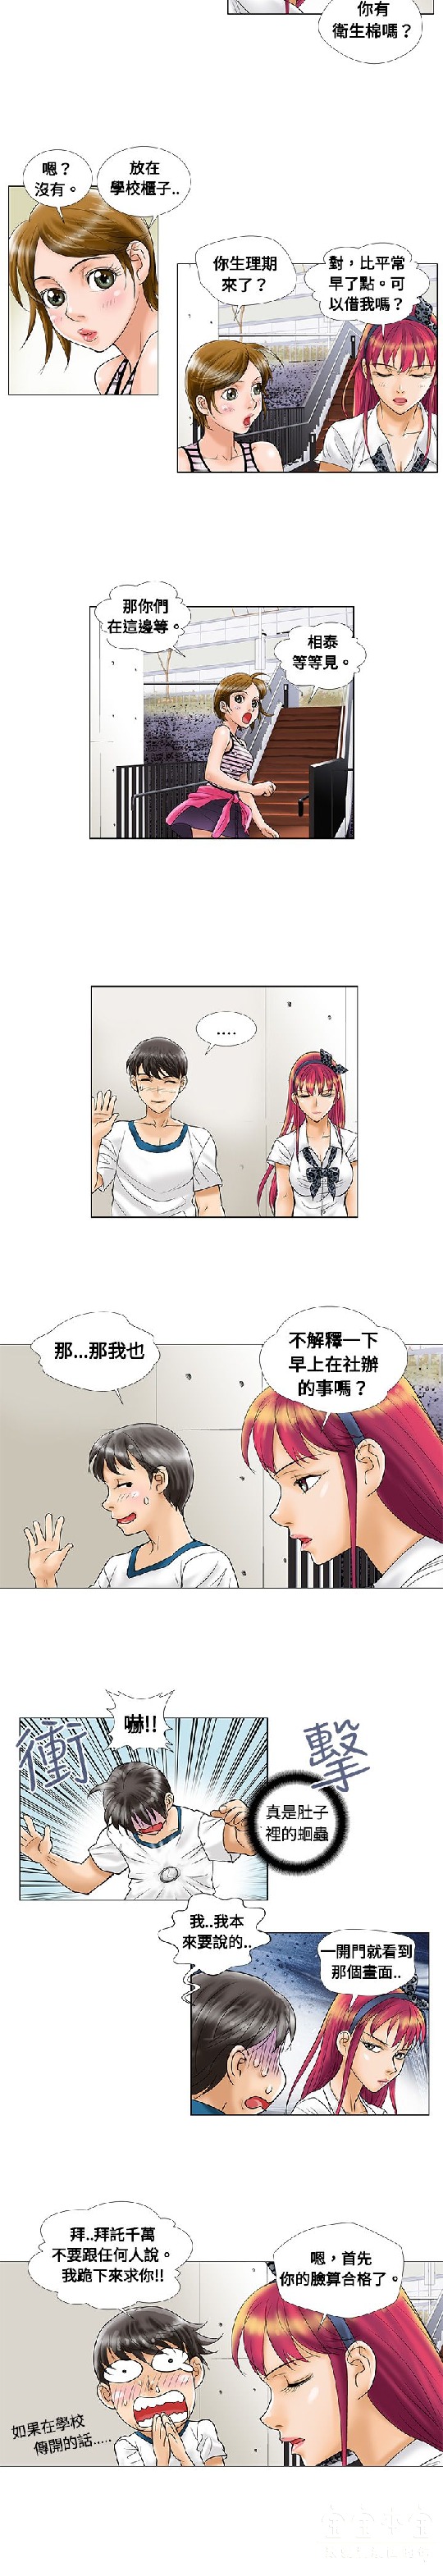 你有
衛生棉嗎？
嗯？
沒有。
放在
學校櫃子..
你生理期
來了？
對，比平常
早了點。可
以借我嗎？
那你們
在這邊等。
相泰
等等見。
....
那...那我也
不解釋一下
早上在社辦
的事嗎？
衝
嚇!!
擊
真是肚子
裡的蛔蟲
我..我本
來要說的..
一開門就看到
那個畫面..
拜..拜託千萬
不要跟任何人說。
我跪下來求你!!
嗯，首先
你的臉算合格了。
如果在學校
傳開的話.....